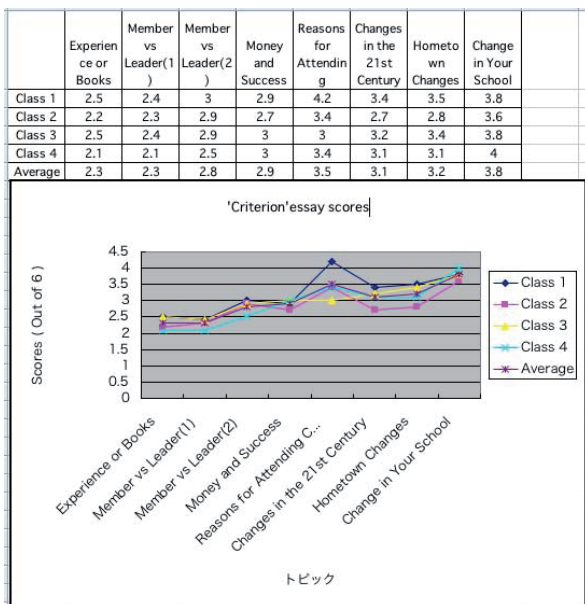 Experien ce or Books	Member vs Leader(1 )	Member vs Leader(2 )	Money and Success	Reasons for Attendin g	Changes in the 21st Century	Hometo wn Changes	Change in Your School
Class 1	2.5	2.4	3	2.9	4.2	3.4	3.5	3.8
Class 2	2.2	2.3	2.9	2.7	3.4	2.7	2.8	3.6
Class 3	2.5	2.4	2.9	3	3	3.2	3.4	3.8
Class 4	2.1	2.1	2.5	3	3.4	3.1	3.1	4
Average	2.3	2.3	2.8	2.9	3.5	3.1	3.2	3.8
'Criterion'essay scores
Scores ( Out of 6 )
4.5
4
3.5
3
2.5
2
1.5
1
0.5
0
Class 1
Class 2
Class 3
Class 4
Average
Experience or Books
Member vs Leader(1)
Member vs Leader(2)
Money and Success
Reasons for Attending C...
Changes in the 21st Century
Hometown Changes
Change in Your School
トピック